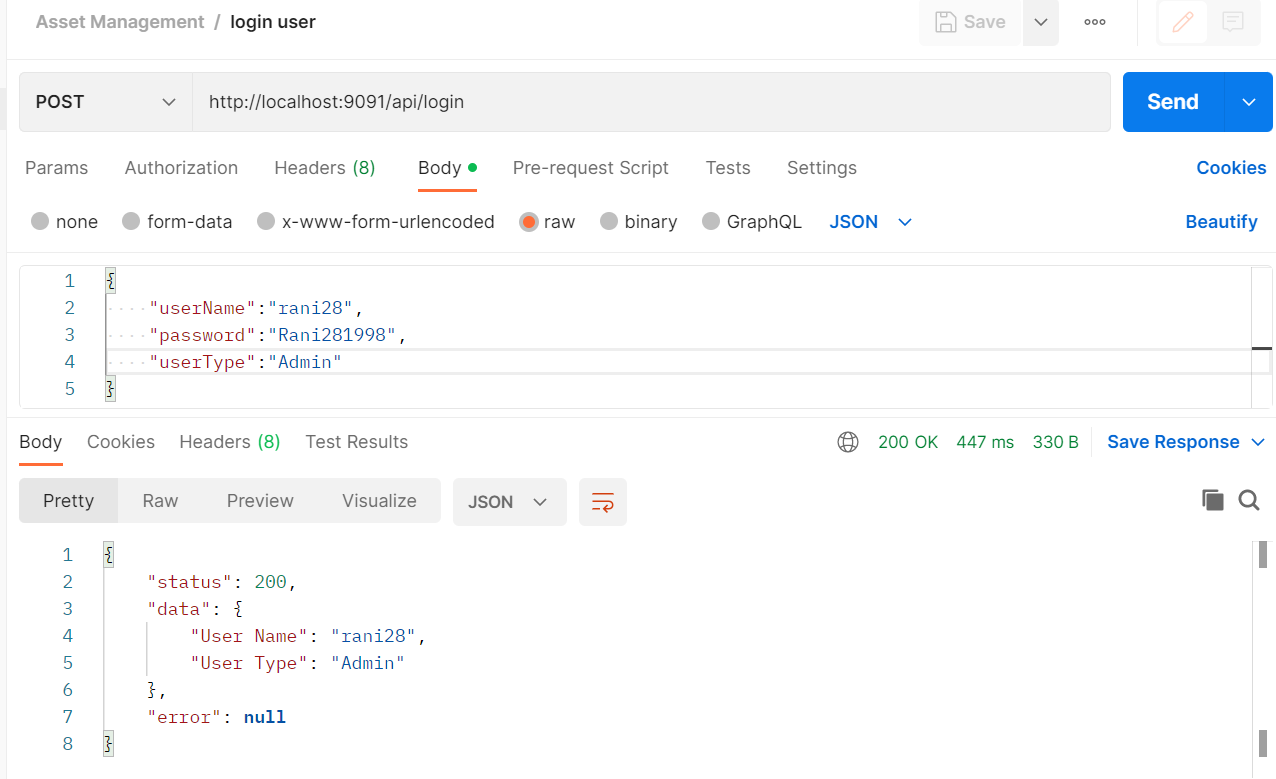 Asset Management / login user
Save
POST http://localhost:9091/api/login Send
Params Authorization Headers (8) Body Pre-request Script Tests Settings Cookies
none form-data x-www-form-urlencoded raw binary GraphQL JSON Beautify
1 {
2 "userName":"rani28",
3 "password":"Rani281998",
4 "userType":"Admin"
5 }
Body Cookies Headers (8) Test Results 200 OK 447 ms 330 B Save Response
Pretty Raw Preview Visualize JSON
1 {
2 "status": 200,
3 "data": {
4 "User Name": "rani28",
5 "User Type": "Admin"
6 },
7 "error": null
8 }